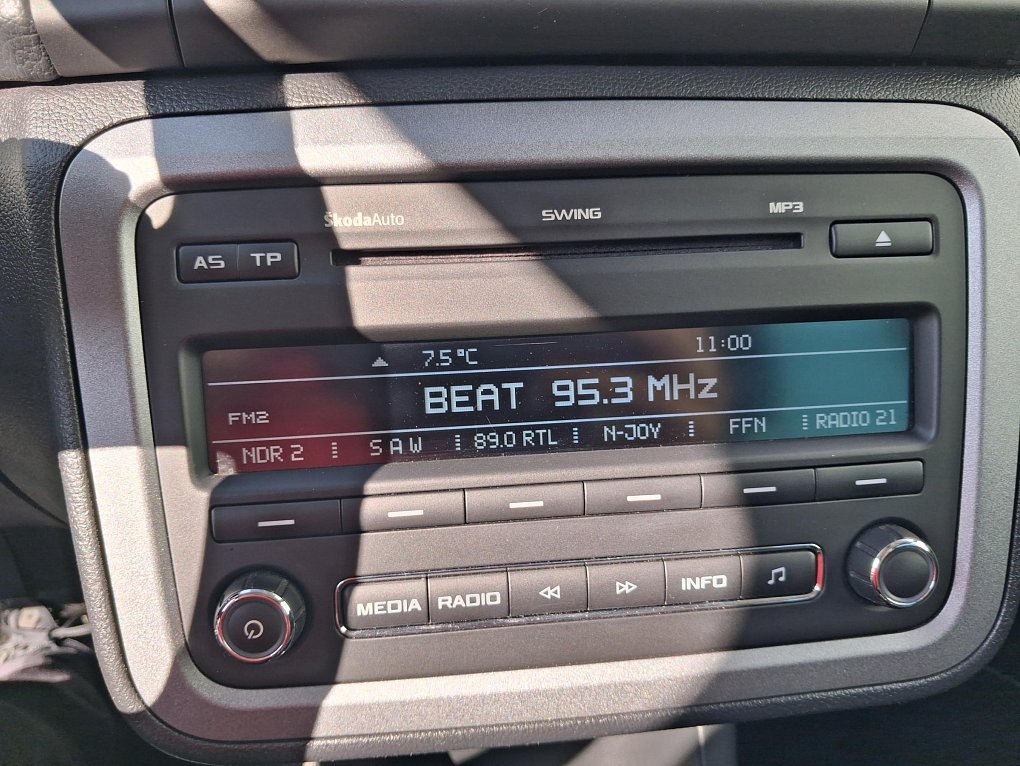 ŠkodaAuto SWING MP3
AS TP
7.5°C 11:00
BEAT 95.3 MHz
FM2
NDR 2 SAW 89.0 RTL N-JOY FFN RADIO 21
MEDIA RADIO INFO